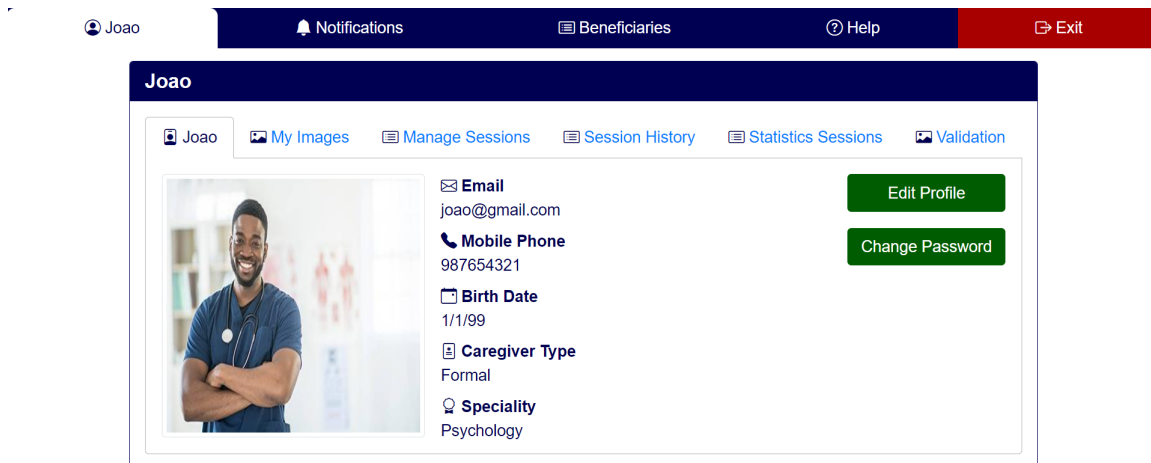 Joao
Notifications
Beneficiaries
Help
Exit
Joao
Joao
My Images
Manage Sessions
Session History
Statistics Sessions
Validation
Email
joao@gmail.com
Mobile Phone
987654321
Birth Date
1/1/99
Caregiver Type
Formal
Speciality
Psychology
Edit Profile
Change Password